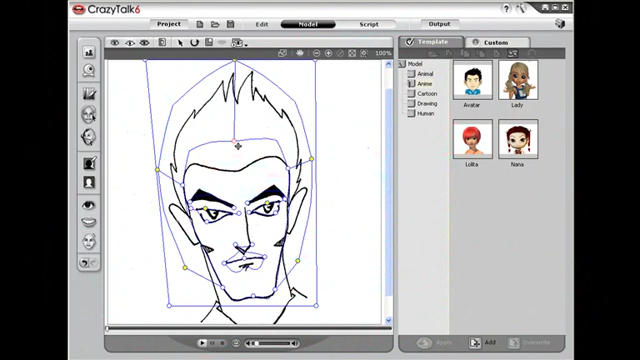 CrazyTalk6
Project
Edit
Model
Script
Output
100%
Template
Custom
Model
Animal
Anime
Cartoon
Drawing
Human
Avatar
Lady
Lolita
Nana
Apply
Add
Overwrite